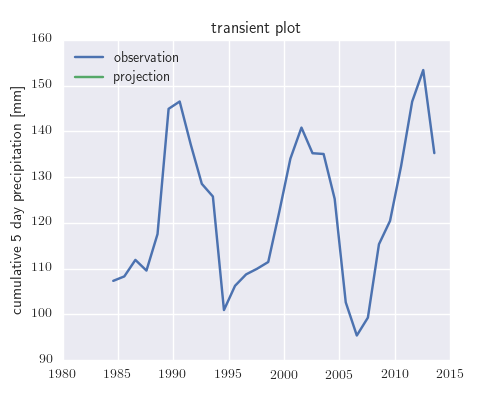 transient plot
observation
projection
cumulative 5 day precipitation [mm]
160
150
140
130
120
110
100
90
1980 1985 1990 1995 2000 2005 2010 2015